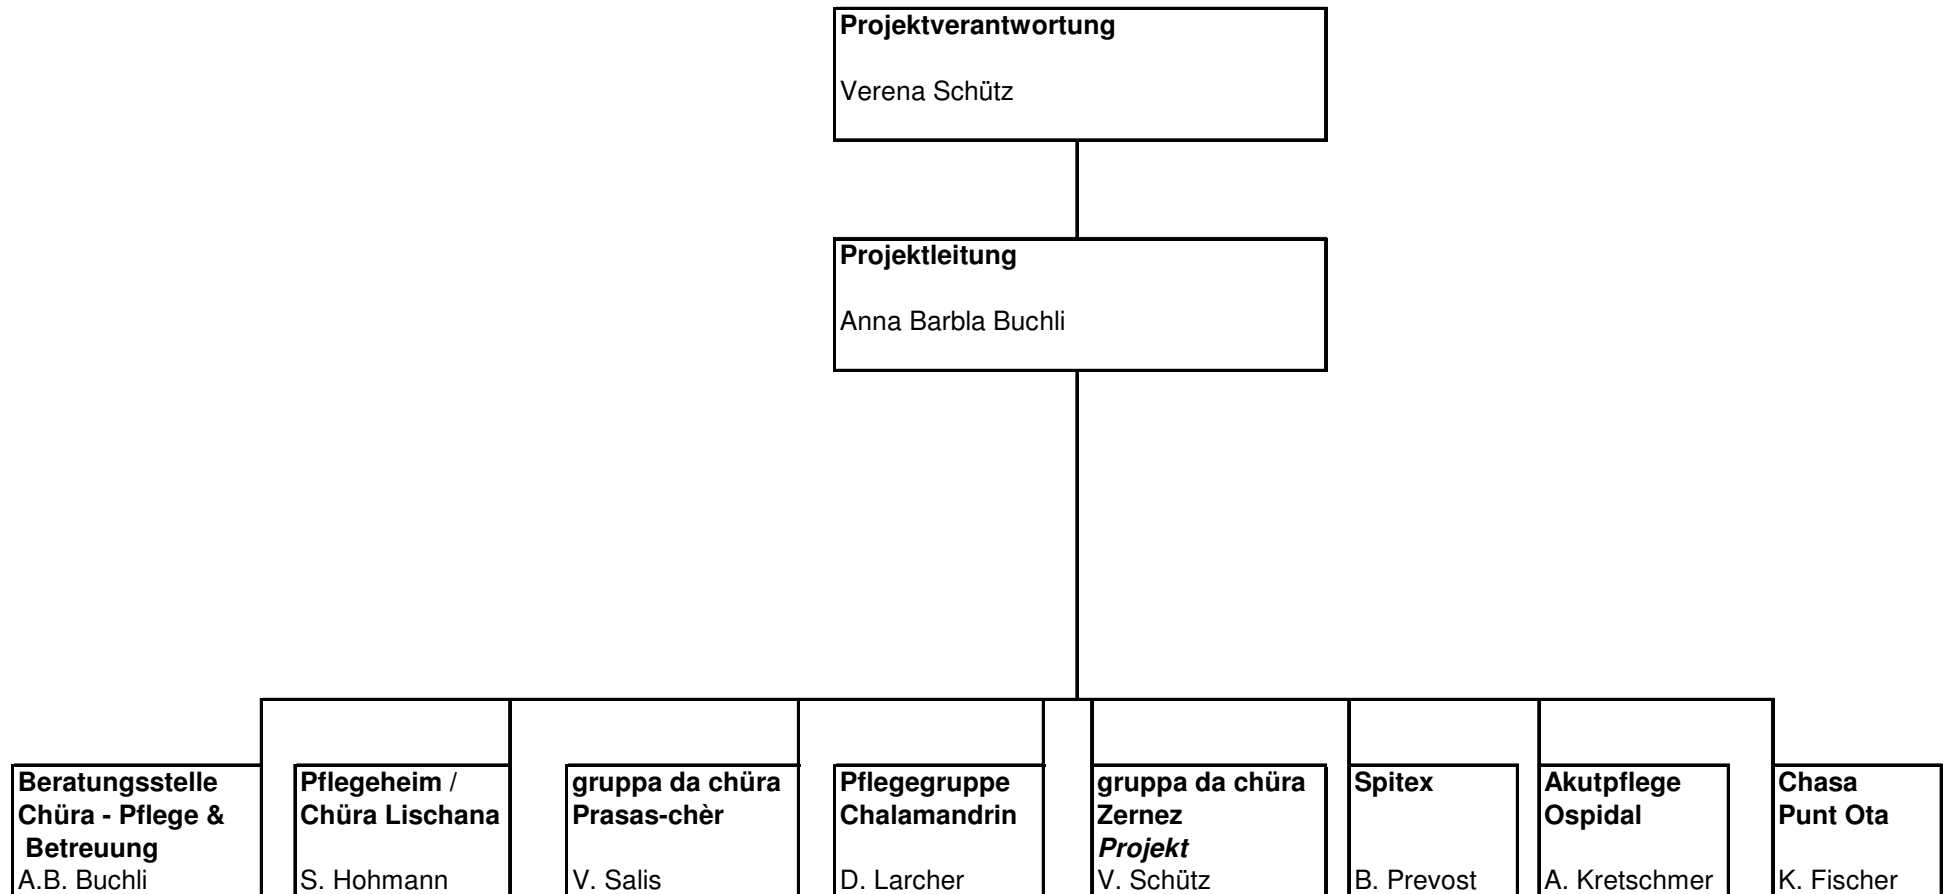 Projektverantwortung
Verena Schütz
Projektleitung
Anna Barbla Buchli
Beratungsstelle
Chüra - Pflege &
Betreuung
A.B. Buchli
Pflegeheim /
Chüra Lischana
S. Hohmann
gruppa da chüra
Prasas-chèr
V. Salis
Pflegegruppe
Chalamandrin
D. Larcher
gruppa da chüra
Zernez
Projekt
V. Schütz
Spitex
B. Prevost
Akutpflege
Ospidal
A. Kretschmer
Chasa
Punt Ota
K. Fischer